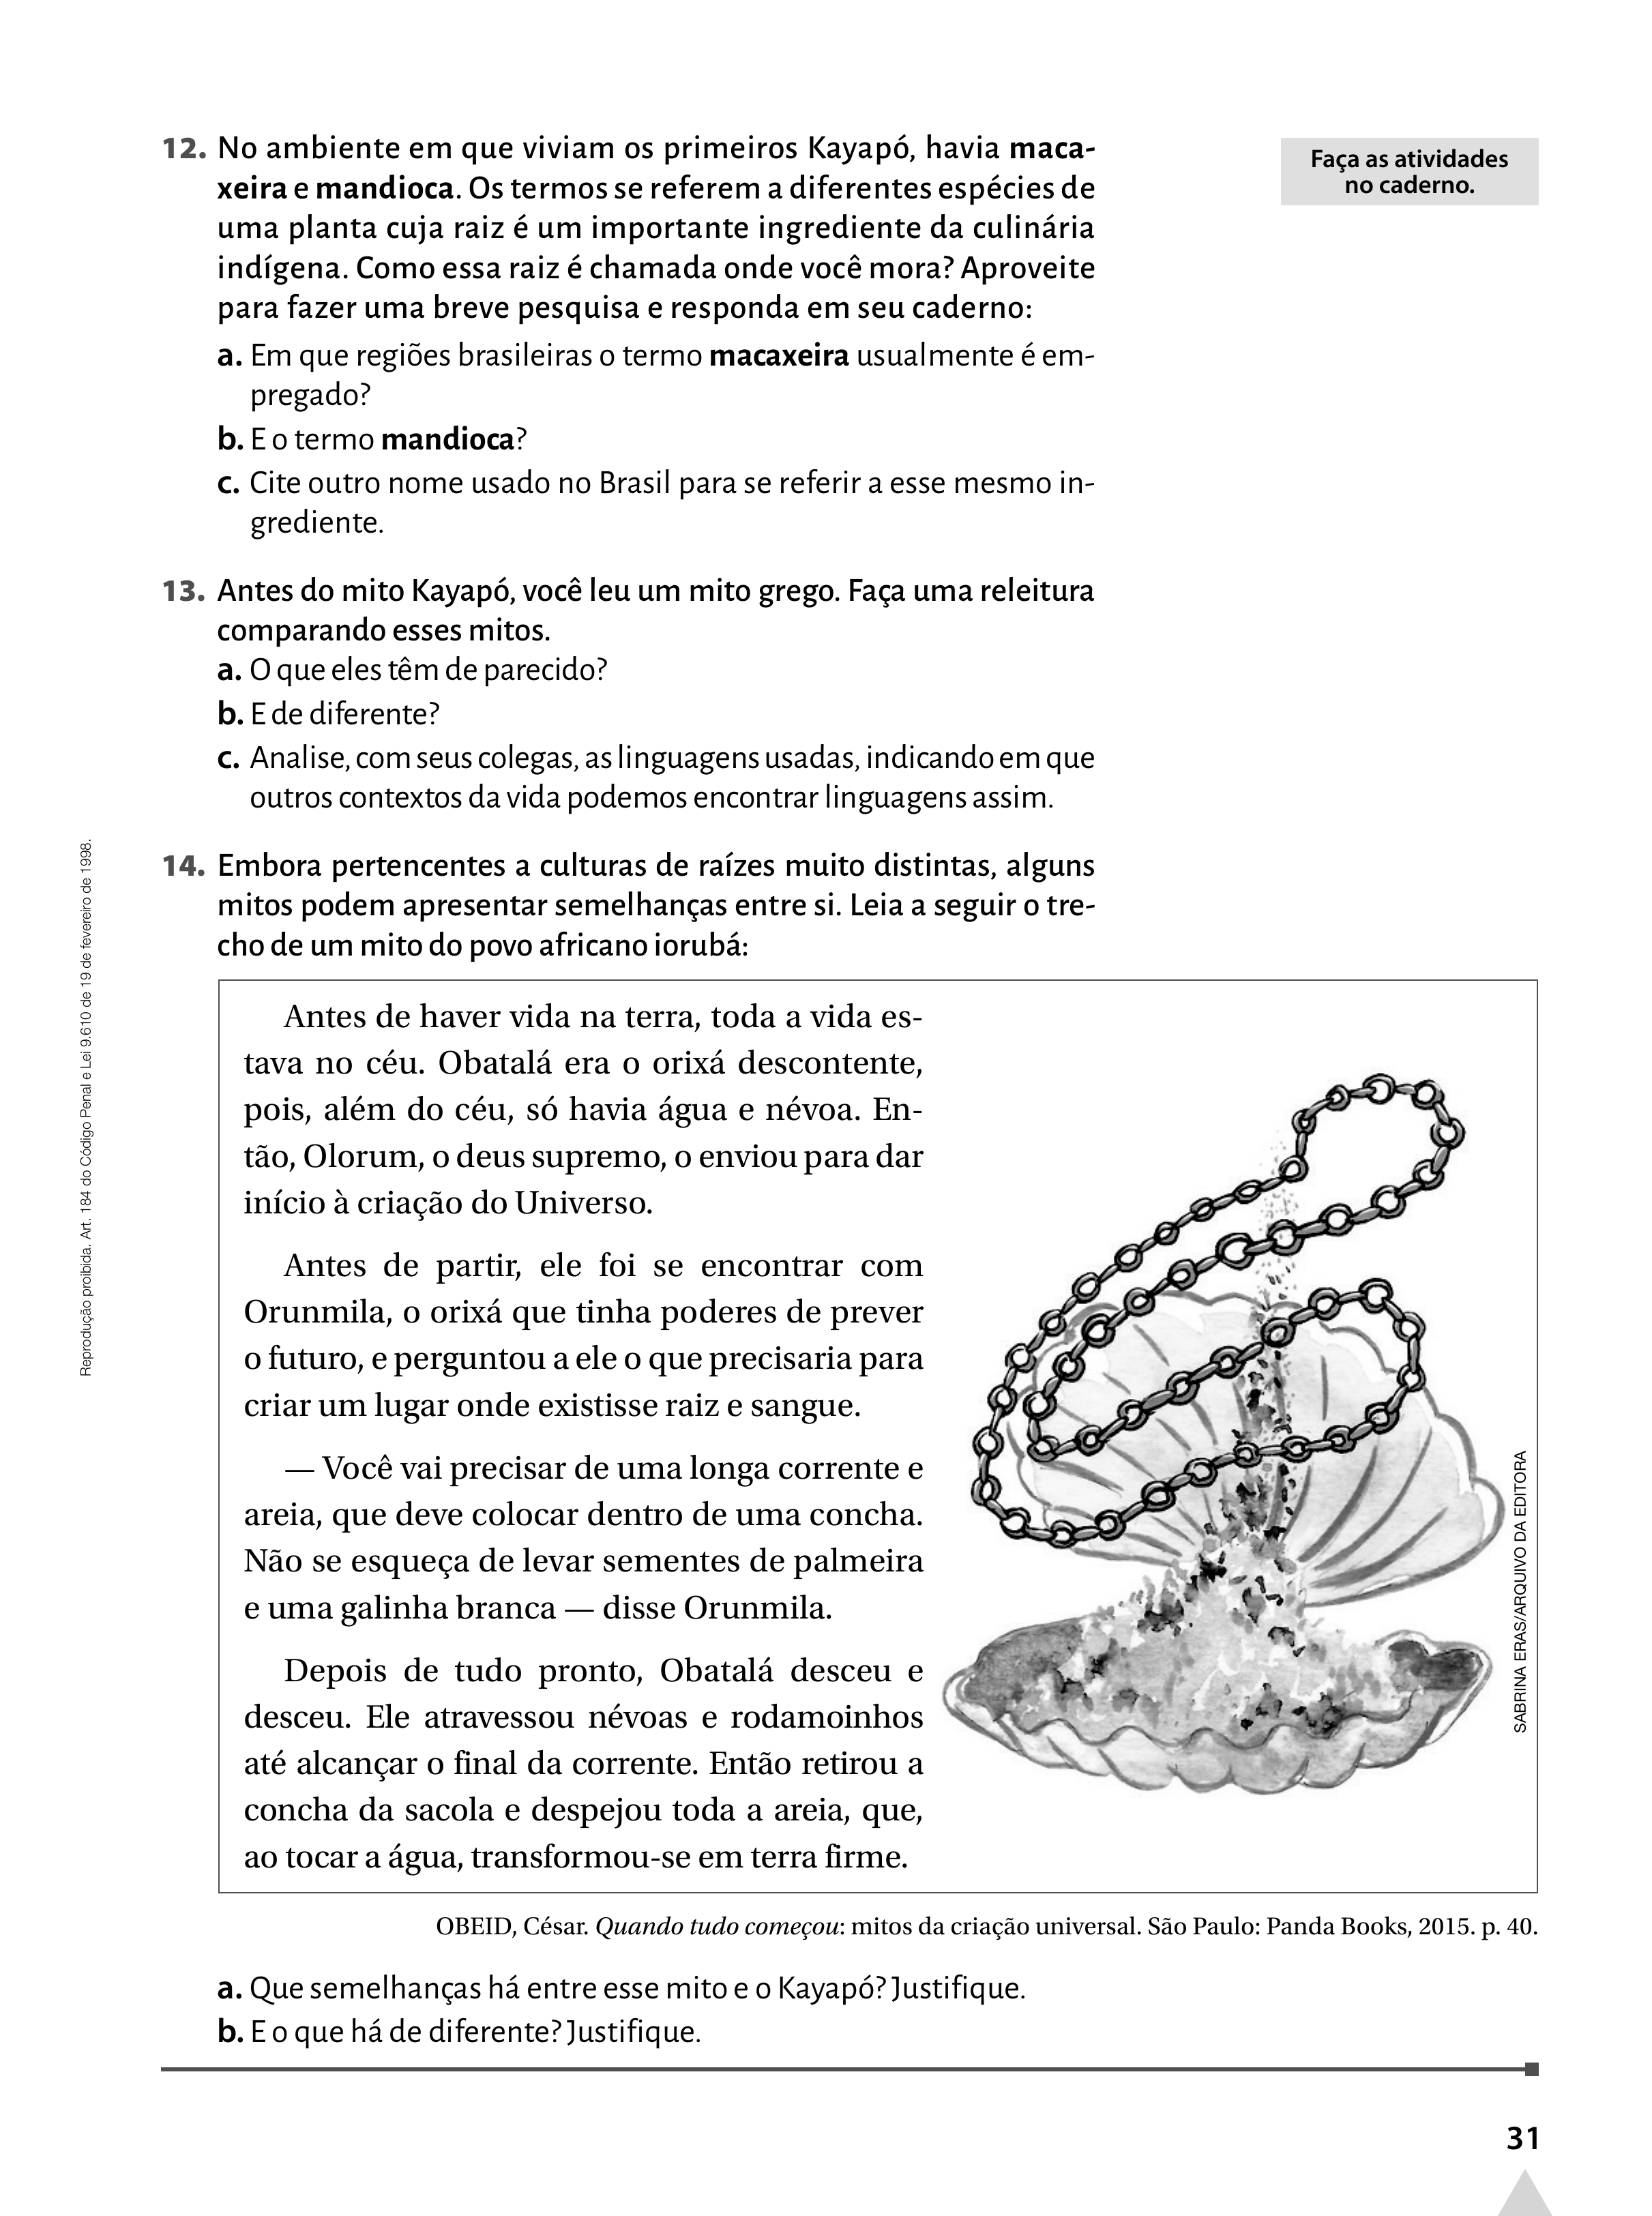 12. No ambiente em que viviam os primeiros Kayapó, havia maca-
xeira e mandioca. Os termos se referem a diferentes espécies de
uma planta cuja raiz é um importante ingrediente da culinária
indígena. Como essa raiz é chamada onde você mora? Aproveite
para fazer uma breve pesquisa e responda em seu caderno:
a. Em que regiões brasileiras o termo macaxeira usualmente é em-
pregado?
b. E o termo mandioca?
c. Cite outro nome usado no Brasil para se referir a esse mesmo in-
grediente.
Faça as atividades
no caderno.
13. Antes do mito Kayapó, você leu um mito grego. Faça uma releitura
comparando esses mitos.
a. O que eles têm de parecido?
b. E de diferente?
c. Analise, com seus colegas, as linguagens usadas, indicando em que
outros contextos da vida podemos encontrar linguagens assim.
14. Embora pertencentes a culturas de raízes muito distintas, alguns
mitos podem apresentar semelhanças entre si. Leia a seguir o tre-
cho de um mito do povo africano iorubá:
Antes de haver vida na terra, toda a vida es-
tava no céu. Obatalá era o orixá descontente,
pois, além do céu, só havia água e névoa. En-
tão, Olorum, o deus supremo, o enviou para dar
início à criação do Universo.
Antes de partir, ele foi se encontrar com
Orunmila, o orixá que tinha poderes de prever
o futuro, e perguntou a ele o que precisaria para
criar um lugar onde existisse raiz e sangue.
— Você vai precisar de uma longa corrente e
areia, que deve colocar dentro de uma concha.
Não se esqueça de levar sementes de palmeira
e uma galinha branca — disse Orunmila.
Depois de tudo pronto, Obatalá desceu e
desceu. Ele atravessou névoas e rodamoinhos
até alcançar o final da corrente. Então retirou a
concha da sacola e despejou toda a areia, que,
ao tocar a água, transformou-se em terra firme.
SABRINA ERAS/ARQUIVO DA EDITORA
OBEID, César. Quando tudo começou: mitos da criação universal. São Paulo: Panda Books, 2015. p. 40.
a. Que semelhanças há entre esse mito e o Kayapó? Justifique.
b. E o que há de diferente? Justifique.
Reprodução proibida. Art. 184 do Código Penal e Lei 9.610 de 19 de fevereiro de 1998.
31